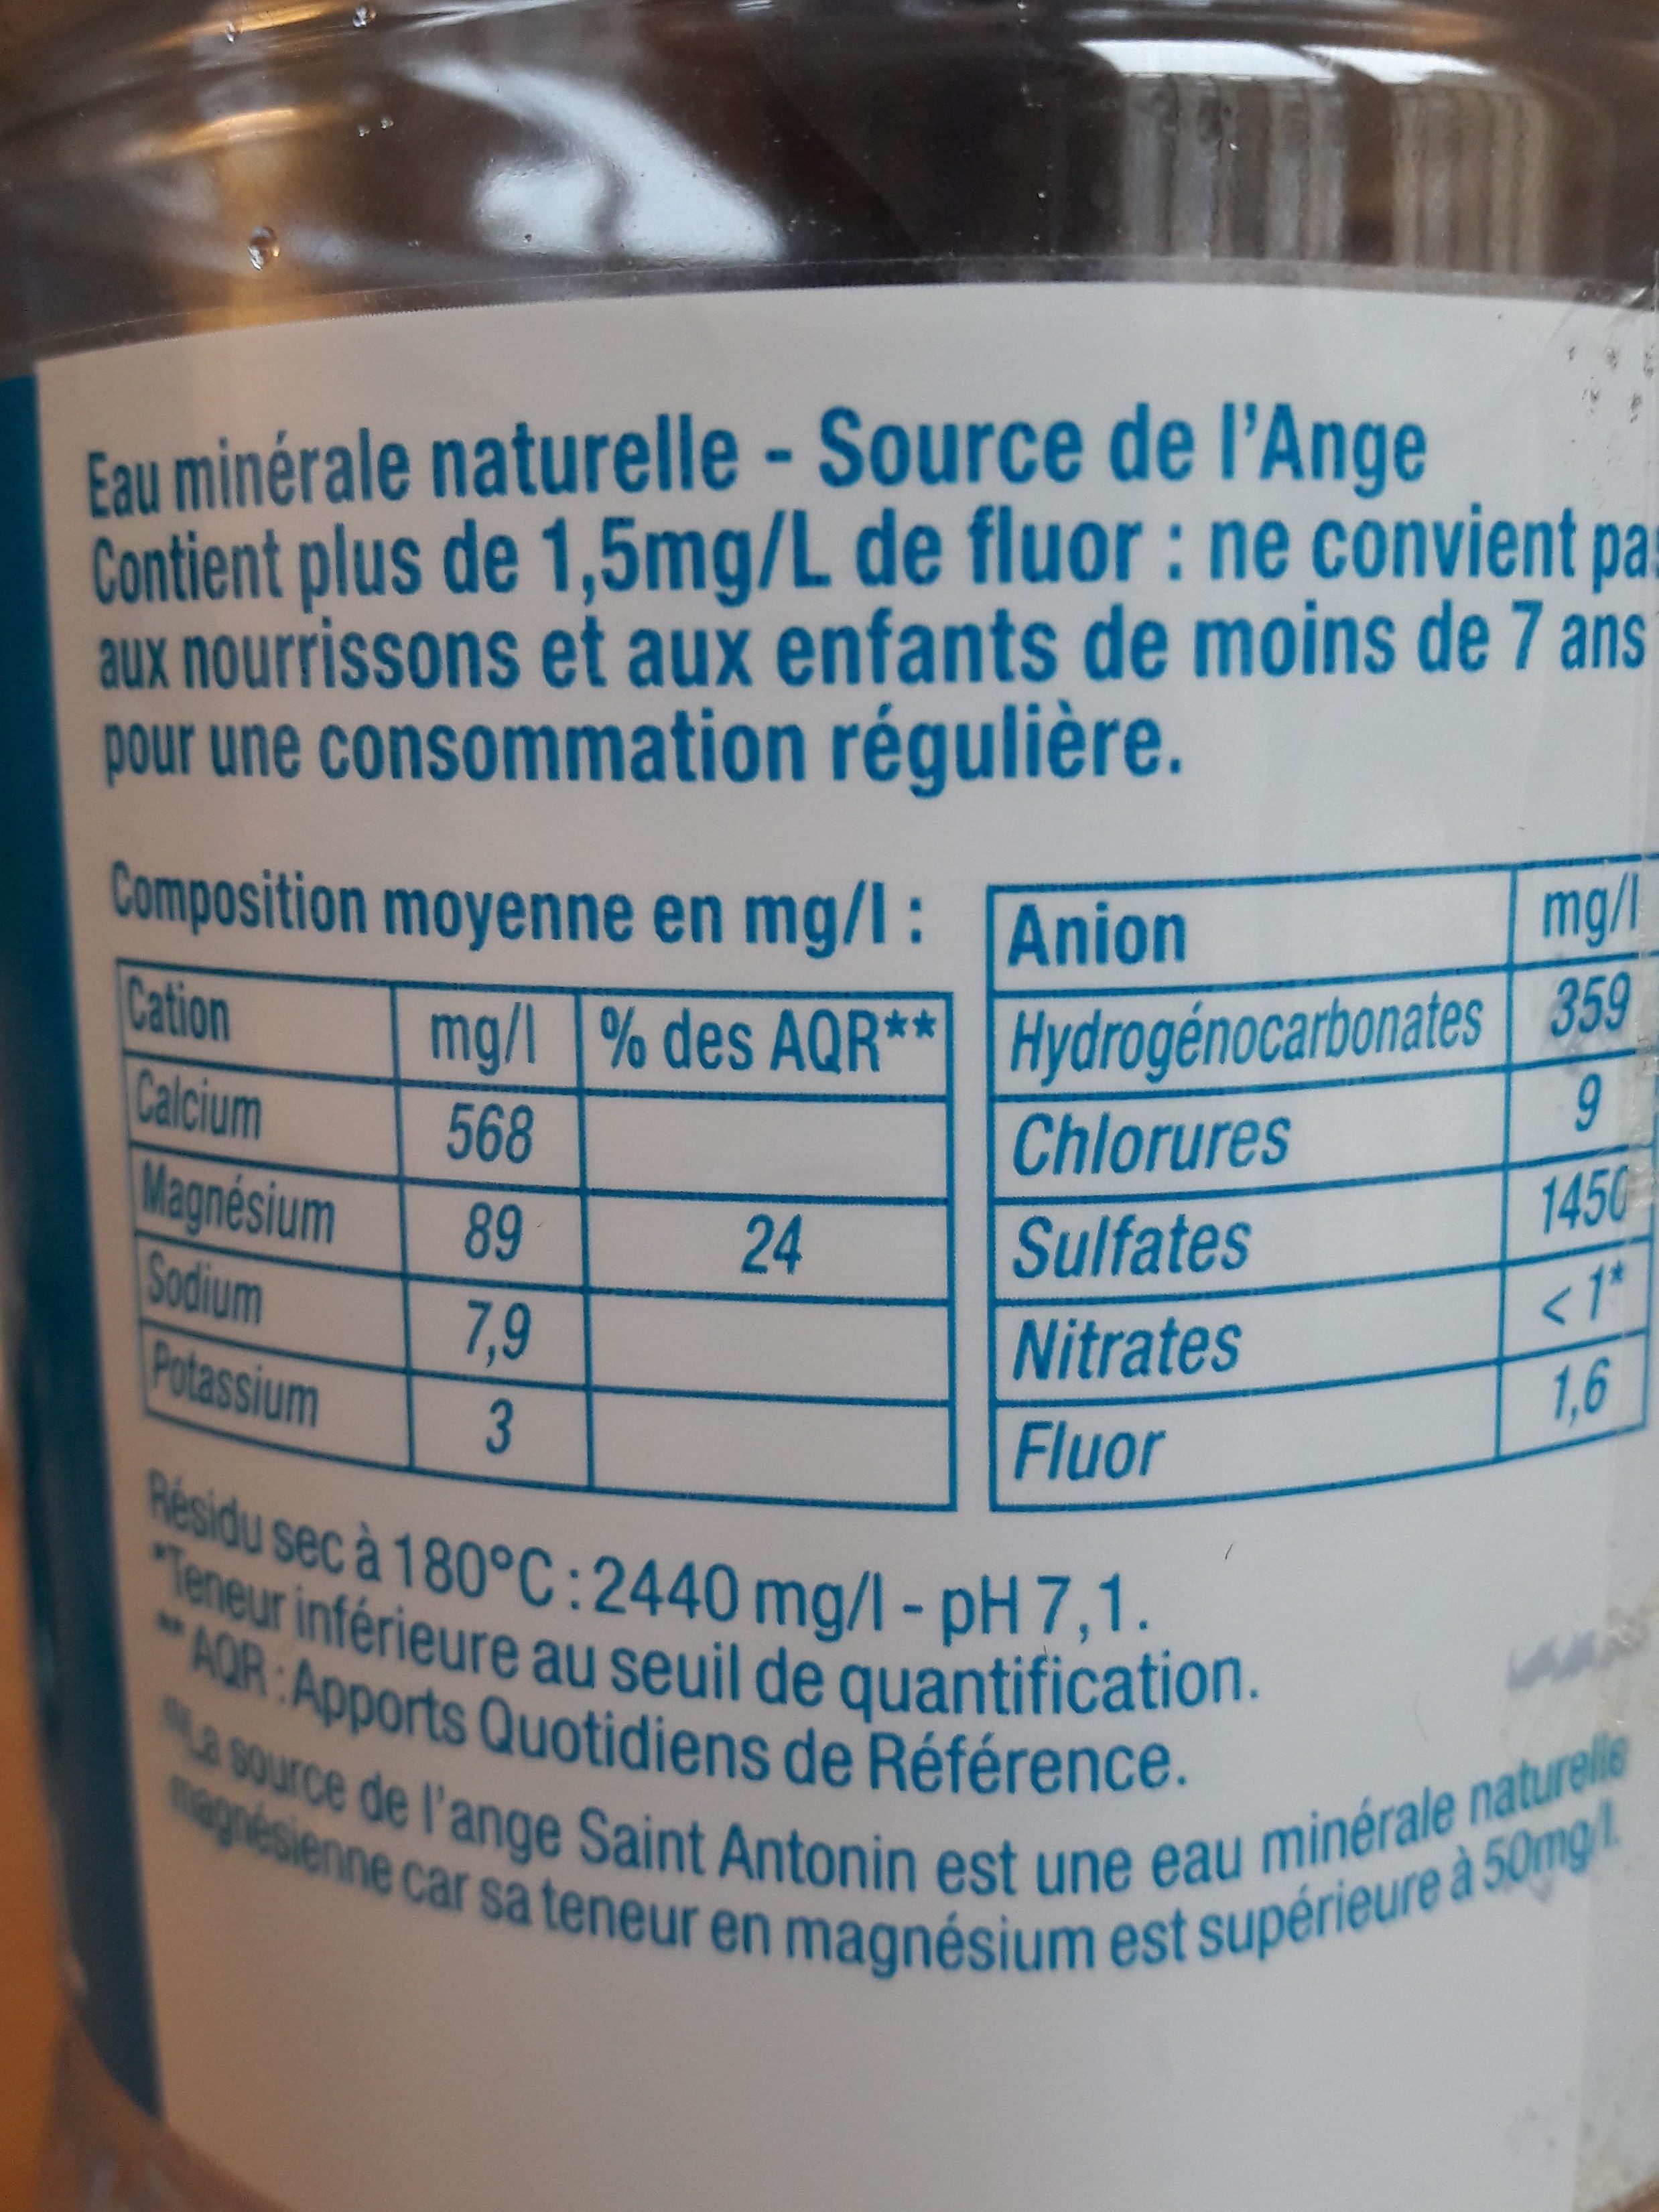 Eau minérale naturelle - Source de l'Ange
Contient plus de 1,5mg/L de fluor : ne convient pas
aux nourrissons et aux enfants de moins de 7 ans
pour une consommation régulière.
Composition moyenne en mg/l :
Cation mg/l % des AQR**
Calcium 568
Magnésium 89 24
Sodium 7,9
Potassium 3
Anion mg/l
Hydrogénocarbonates 359
Chlorures 9
Sulfates 1450
Nitrates < 1*
Fluor 1,6
Résidu sec à 180°C : 2440 mg/l - pH 7,1.
*Teneur inférieure au seuil de quantification.
**AQR : Apports Quotidiens de Référence.
La source de l'ange Saint Antonin est une eau minérale naturelle
magnésienne car sa teneur en magnésium est supérieure à 50mg/l.